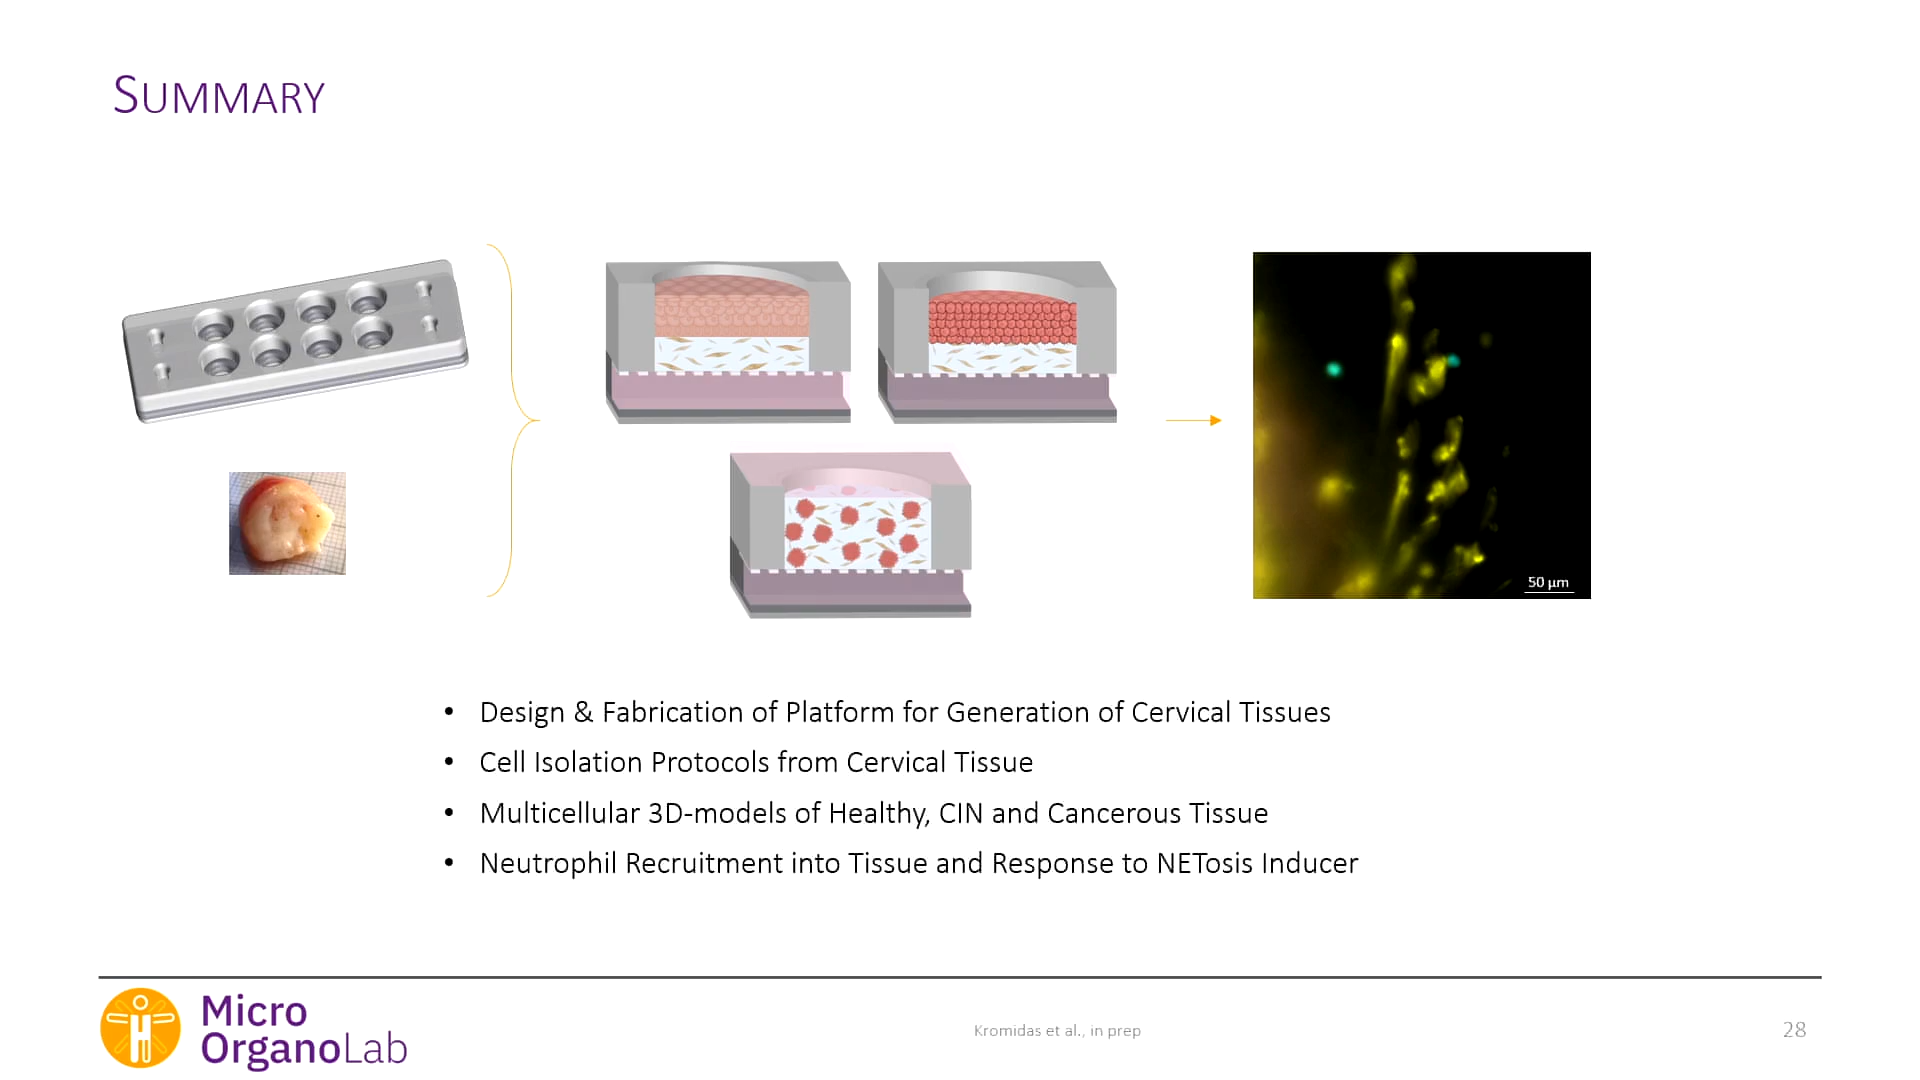 SUMMARY
50 µm
• Design & Fabrication of Platform for Generation of Cervical Tissues
• Cell Isolation Protocols from Cervical Tissue
• Multicellular 3D-models of Healthy, CIN and Cancerous Tissue
• Neutrophil Recruitment into Tissue and Response to NETosis Inducer
Micro
OrganoLab
Kromidas et al., in prep
28